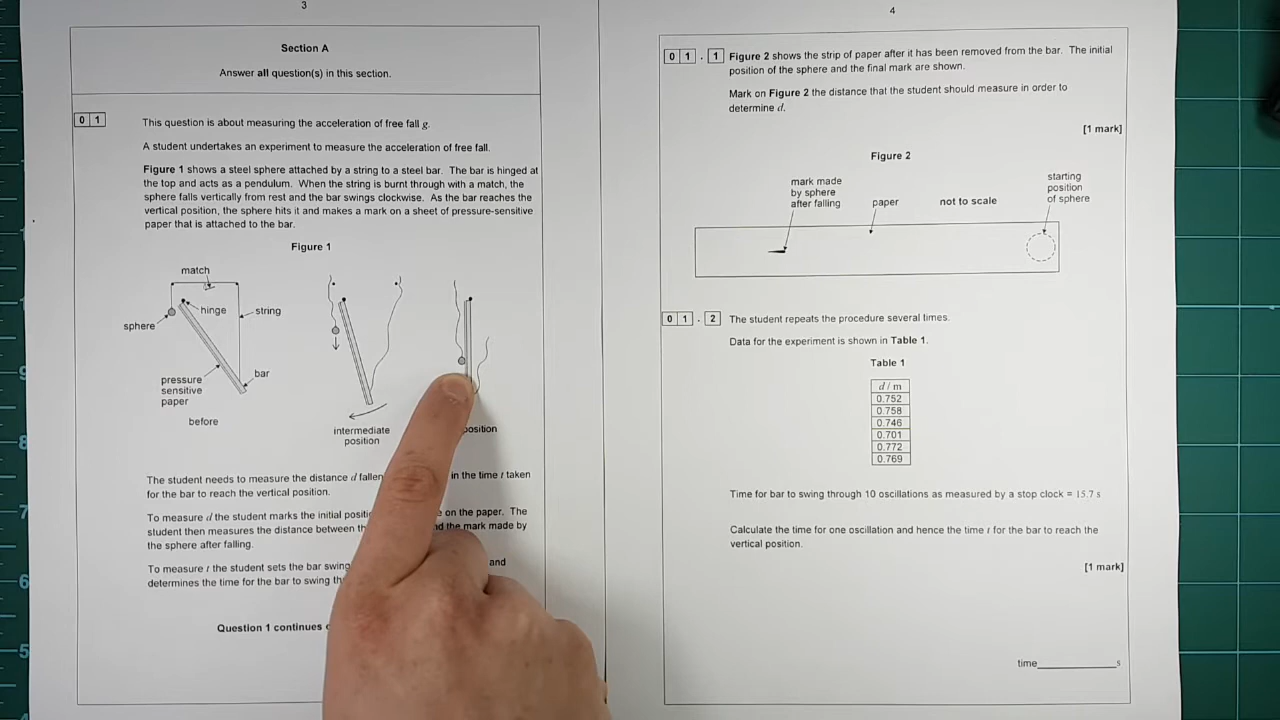 3
Section A
Answer all question(s) in this section.
0 1
This question is about measuring the acceleration of free fall g.
A student undertakes an experiment to measure the acceleration of free fall.
Figure 1 shows a steel sphere attached by a string to a steel bar. The bar is hinged at
the top and acts as a pendulum. When the string is burnt through with a match, the
sphere falls vertically from rest and the bar swings clockwise. As the bar reaches the
vertical position, the sphere hits it and makes a mark on a sheet of pressure-sensitive
paper that is attached to the bar.
Figure 1
match
hinge
string
sphere
bar
pressure
sensitive
paper
before
intermediate
position
position
The student needs to measure the distance d fallen in the time t taken
for the bar to reach the vertical position.
To measure d the student marks the initial on the paper. The
student then measures the distance between the mark made by
the sphere after falling.
To measure t the student sets the bar and
determines the time for the bar to swing
Question 1 continues
4
0 1 . 1 Figure 2 shows the strip of paper after it has been removed from the bar. The initial
position of the sphere and the final mark are shown.
Mark on Figure 2 the distance that the student should measure in order to
determine d.
[1 mark]
Figure 2
mark made
by sphere
after falling
paper
not to scale
starting
position
of sphere
0 1 . 2 The student repeats the procedure several times.
Data for the experiment is shown in Table 1.
Table 1
d / m
0.752
0.758
0.746
0.701
0.772
0.769
Time for bar to swing through 10 oscillations as measured by a stop clock = 15.7 s
Calculate the time for one oscillation and hence the time t for the bar to reach the
vertical position.
[1 mark]
time____________s
9
8
7
6
5